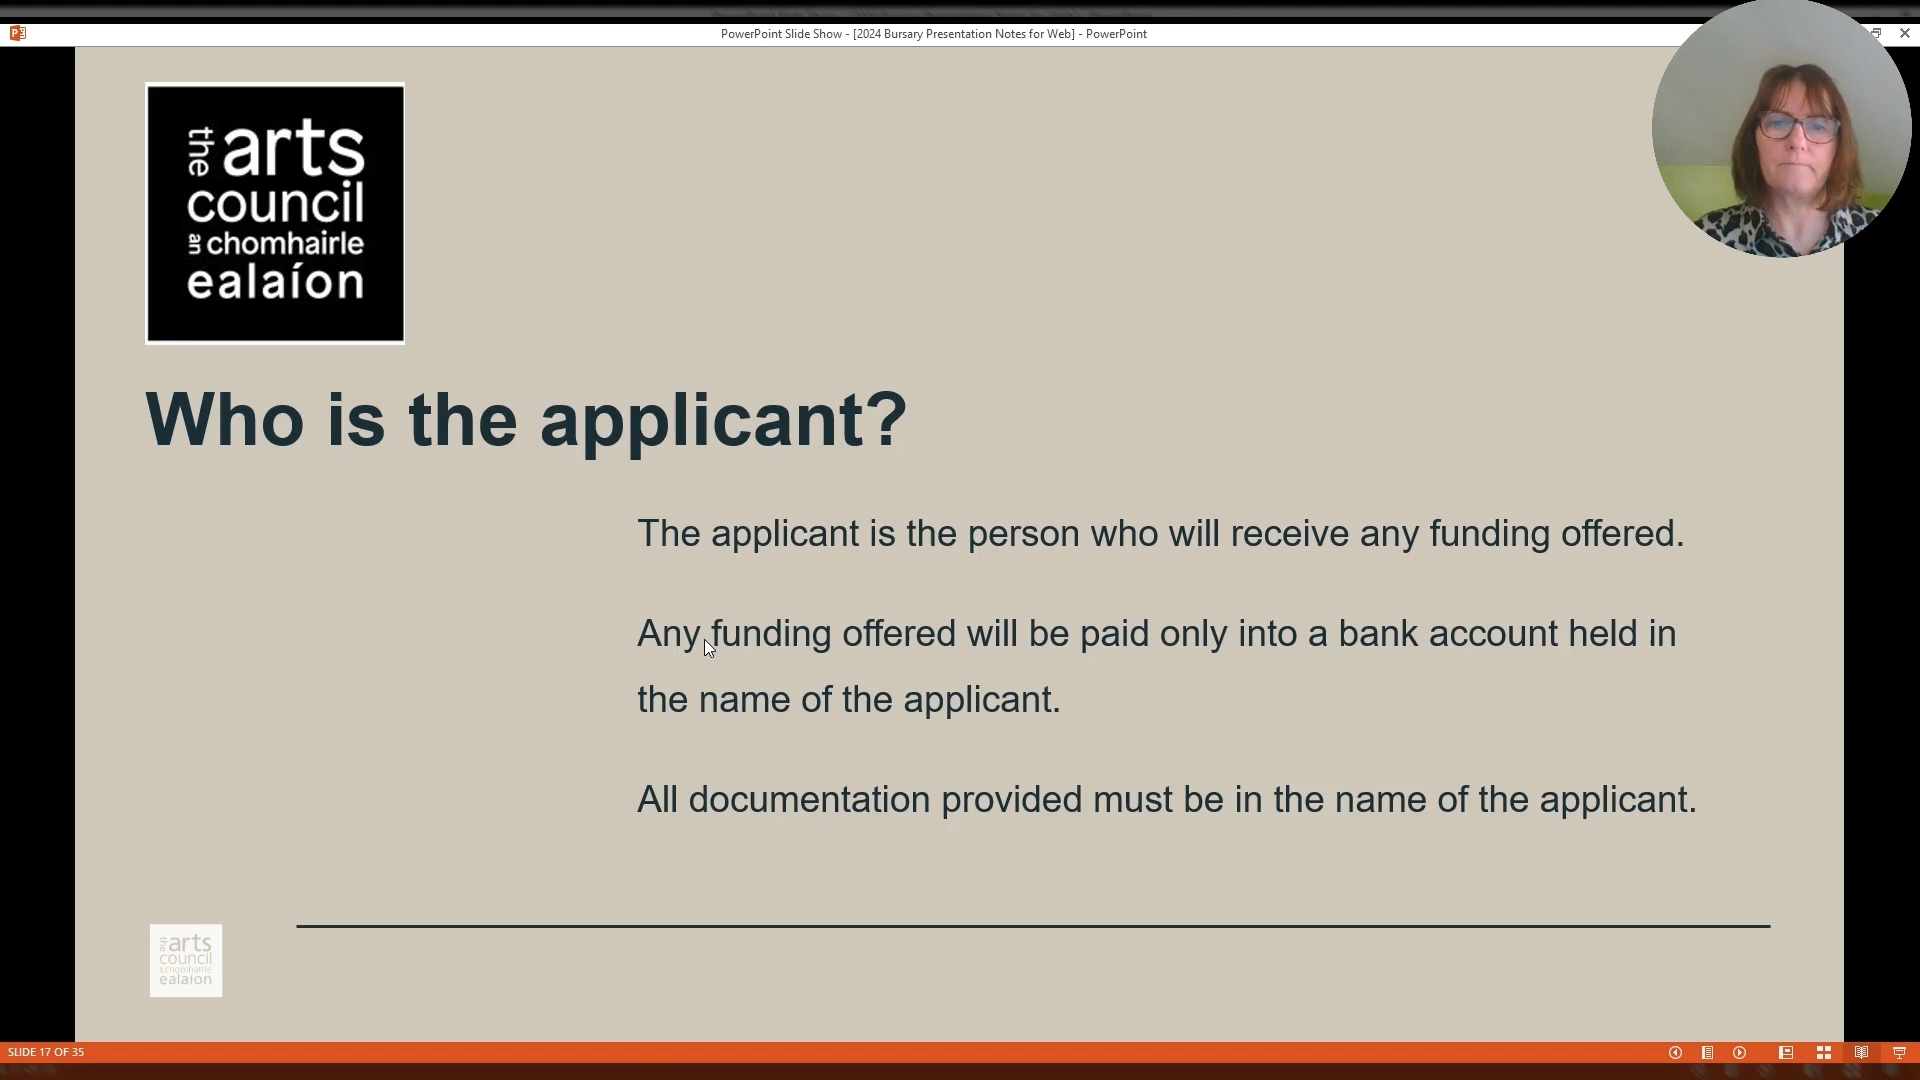 PowerPoint Slide Show - [2024 Bursary Presentation Notes for Web] - PowerPoint
the arts
council
an chomhairle
ealaíon
Who is the applicant?
The applicant is the person who will receive any funding offered.
Any funding offered will be paid only into a bank account held in
the name of the applicant.
All documentation provided must be in the name of the applicant.
the arts
council
an chomhairle
ealaíon
SLIDE 17 OF 35